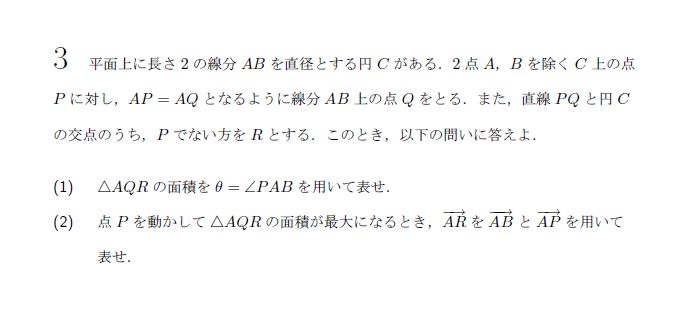 3 平面上に長さ 2 の線分 AB を直径とする円 C がある．2 点 A，B を除く C 上の点
P に対し，AP = AQ となるように線分 AB 上の点 Q をとる．また，直線 PQ と円 C
の交点のうち，P でない方を R とする．このとき，以下の問いに答えよ．
(1) △AQR の面積を θ = ∠PAB を用いて表せ．
(2) 点 P を動かして △AQR の面積が最大になるとき，$\overrightarrow{AR}$ を $\overrightarrow{AB}$ と $\overrightarrow{AP}$ を用いて
表せ．